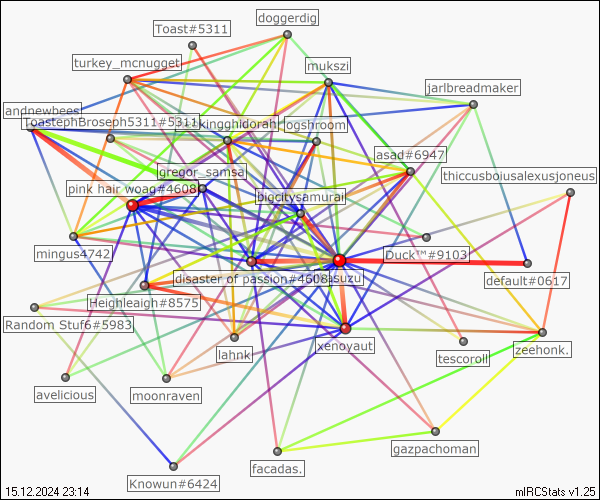 doggerdig
Toast#5311
turkey_mcnugget
mukszi
jarlbreadmaker
andnewbees
ToastephBroseph5311#5311
kingghidorah
ogshroom
asad#6947
gregor_samsa
thiccusboiusalexusjoneus
pink hair woag#4608
bigcitysamurai
mingus4742
Duck™#9103
disaster of passion#4608
suzu
default#0617
Heighleaigh#8575
Random Stuf6#5983
lahnk
xenoyaut
tescoroll
zeehonk.
avelicious
moonraven
gazpachoman
facadas.
Knowun#6424
15.12.2024 23:14
mIRCStats v1.25